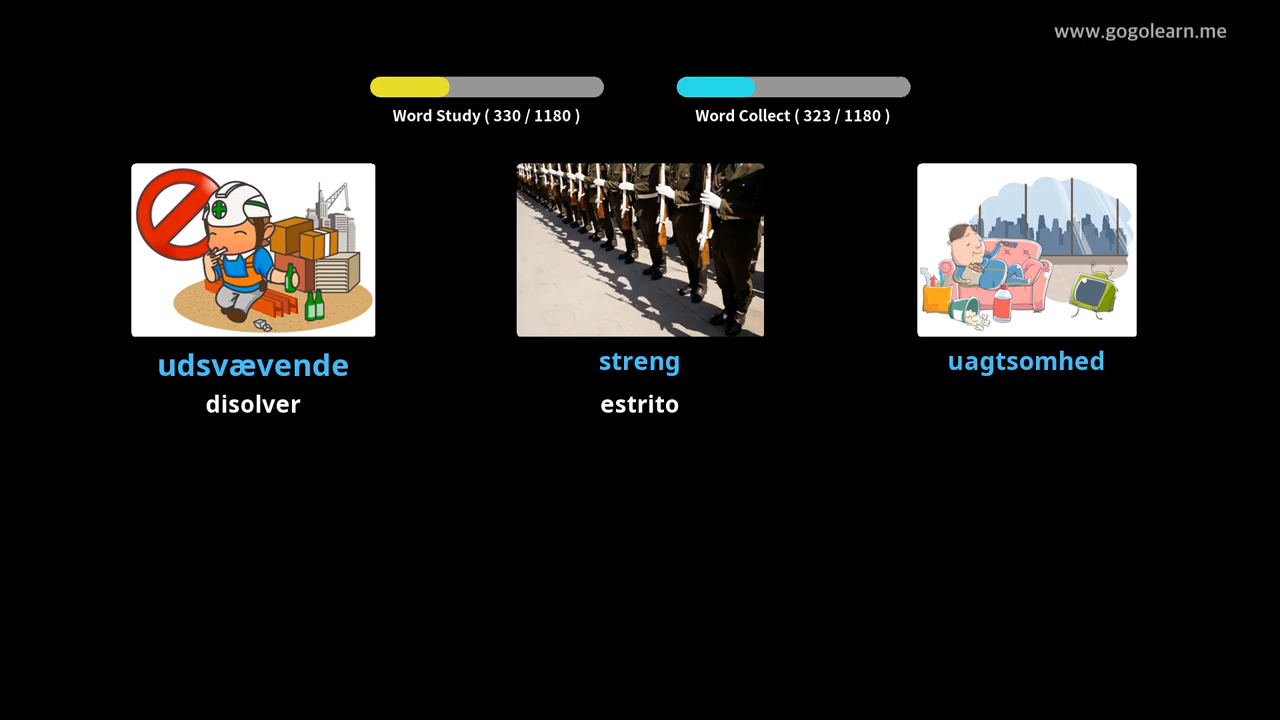 www.gogolearn.me
Word Study ( 330 / 1180 )
Word Collect ( 323 / 1180 )
udsvævende
streng
uagtsomhed
disolver
estrito